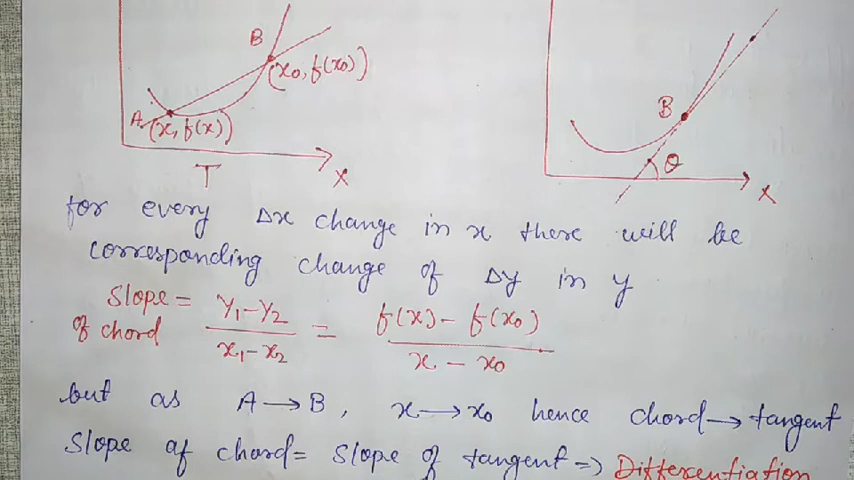 B
(x₀, f(x₀))
A
(x, f(x))
T
X
B
θ
X
for every Δx change in x there will be
corresponding change of Δy in y
Slope = y₁-y₂ / x₁-x₂ = f(x) - f(x₀) / x - x₀
of chord
but as A → B, x → x₀ hence chord → tangent
Slope of chord = Slope of tangent => Differentiation